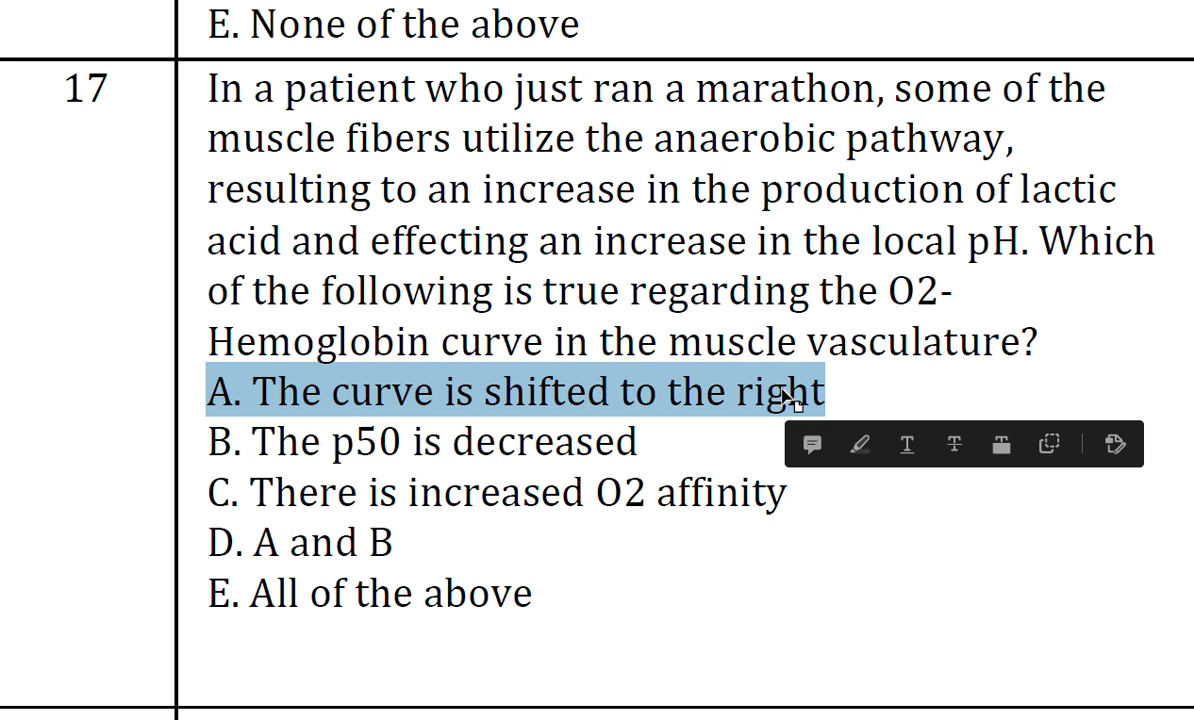 E. None of the above
17
In a patient who just ran a marathon, some of the
muscle fibers utilize the anaerobic pathway,
resulting to an increase in the production of lactic
acid and effecting an increase in the local pH. Which
of the following is true regarding the O2-
Hemoglobin curve in the muscle vasculature?
A. The curve is shifted to the right
B. The p50 is decreased
C. There is increased O2 affinity
D. A and B
E. All of the above